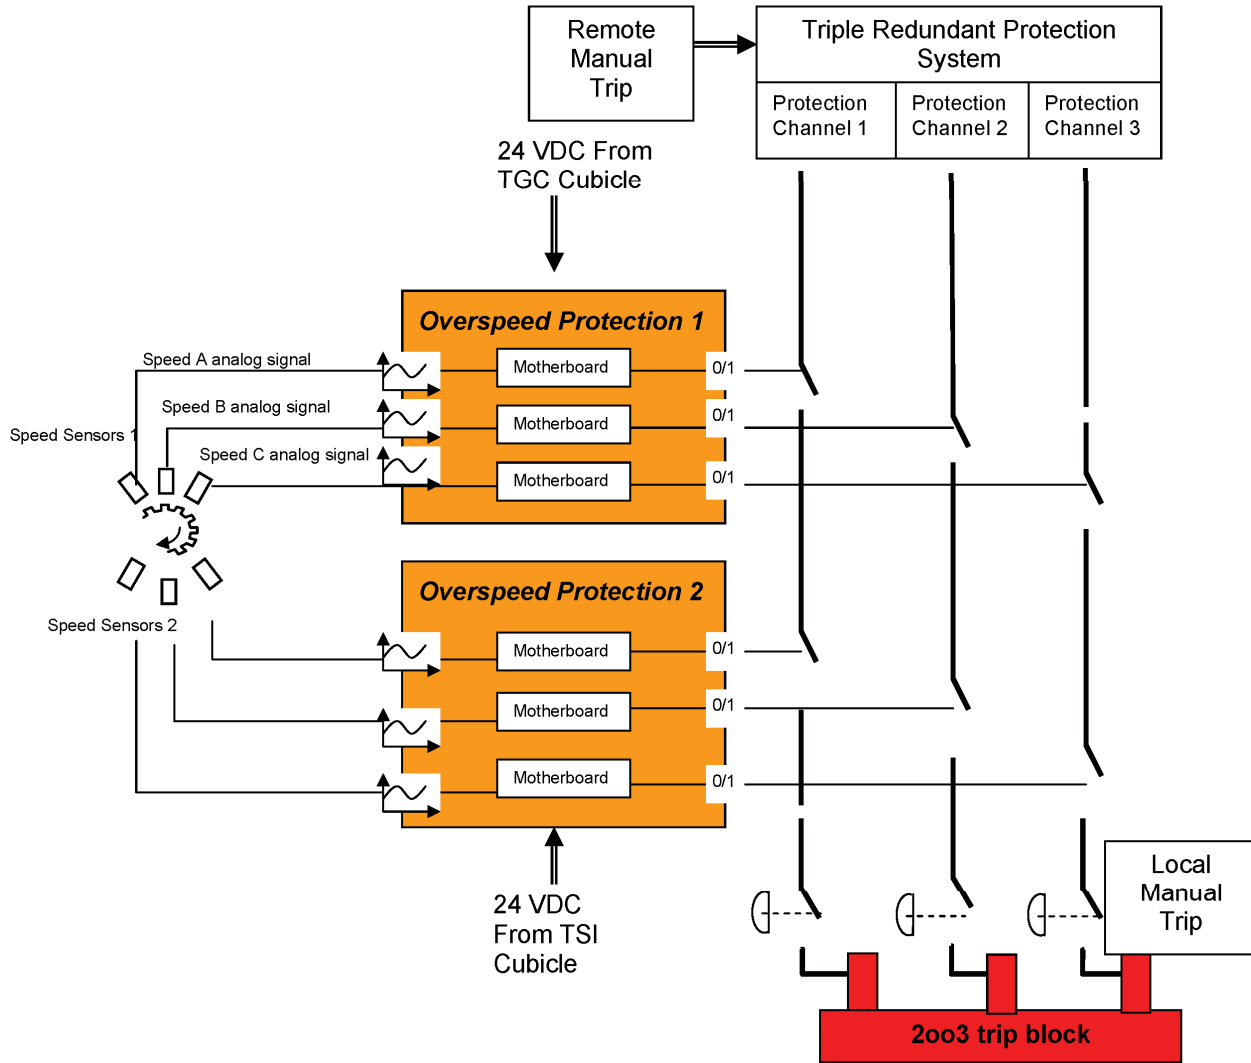 Remote
Manual
Trip
Triple Redundant Protection
System
Protection
Channel 1
Protection
Channel 2
Protection
Channel 3
24 VDC From
TGC Cubicle
Overspeed Protection 1
Speed A analog signal
Motherboard
0/1
Speed B analog signal
Motherboard
0/1
Speed Sensors 1
Speed C analog signal
Motherboard
0/1
Overspeed Protection 2
Speed Sensors 2
Motherboard
0/1
Motherboard
0/1
Motherboard
0/1
24 VDC
From TSI
Cubicle
Local
Manual
Trip
2oo3 trip block